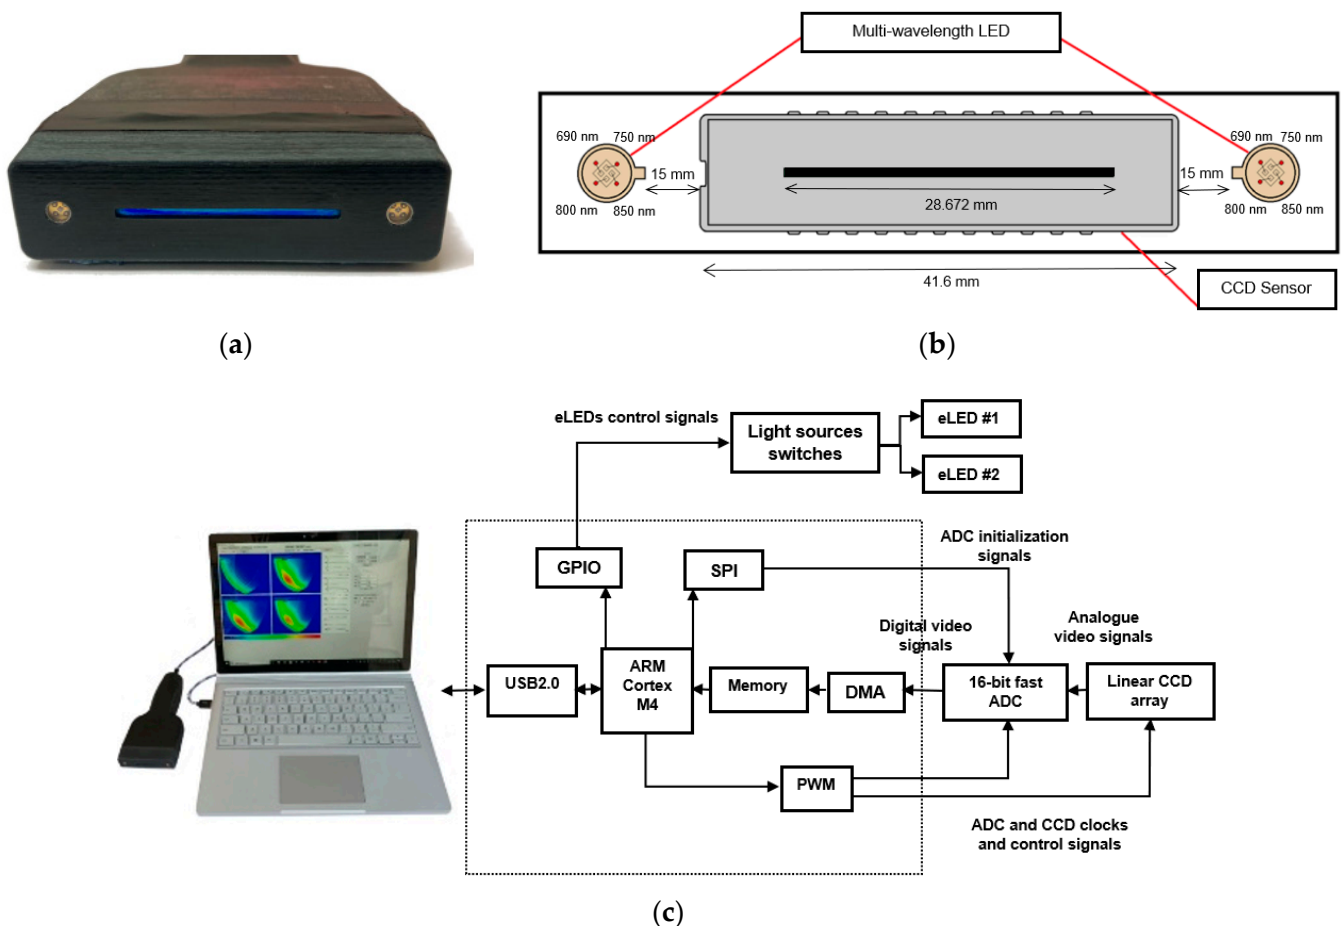 Multi-wavelength LED
690 nm 750 nm
690 nm 750 nm
15 mm
15 mm
28.672 mm
800 nm 850 nm
800 nm 850 nm
41.6 mm
CCD Sensor
(a)
(b)
eLEDs control signals
Light sources
switches
eLED #1
eLED #2
GPIO
SPI
ADC initialization
signals
Digital video
signals
Analogue
video signals
USB2.0
ARM
Cortex
M4
Memory
DMA
16-bit fast
ADC
Linear CCD
array
PWM
ADC and CCD clocks
and control signals
(c)